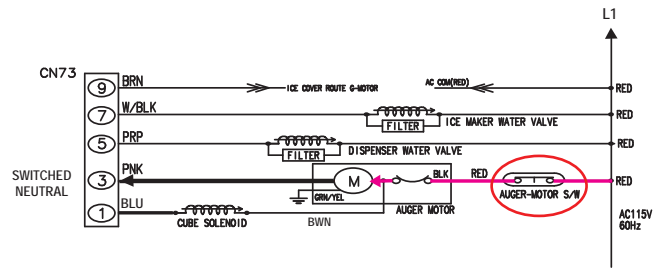 L1
CN73
9 BRN ICE COVER ROUTE G-MOTOR AC COM(RED) RED
7 W/BLK FILTER ICE MAKER WATER VALVE RED
5 PRP FILTER DISPENSER WATER VALVE RED
SWITCHED
NEUTRAL
3 PNK M BLK RED AUGER-MOTOR S/W RED
GRN/YEL AUGER MOTOR
1 BLU CUBE SOLENOID BWN
AC115V
60Hz